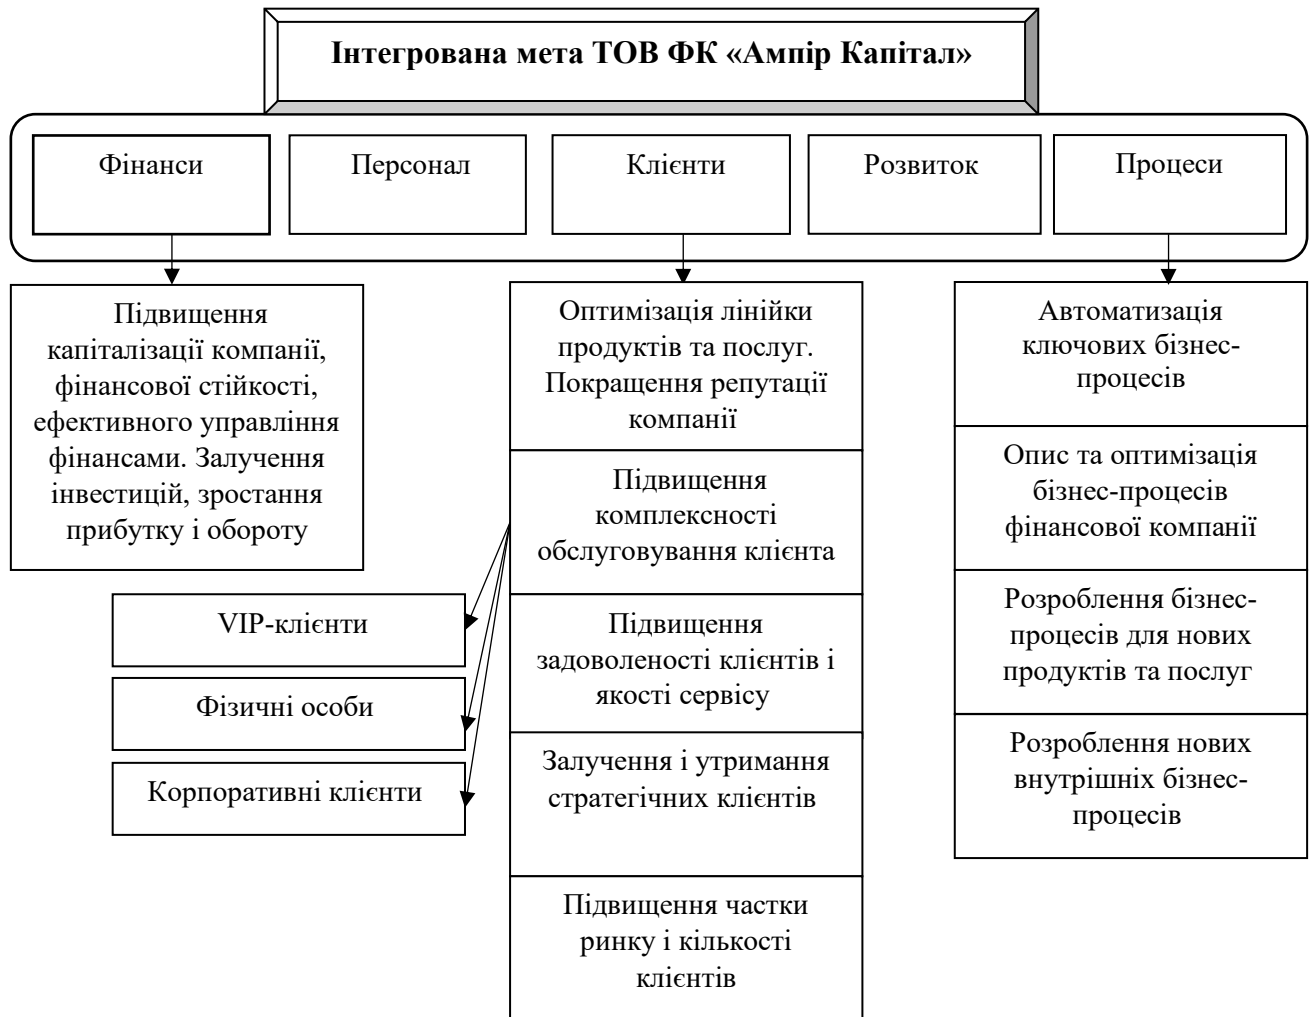 Інтегрована мета ТОВ ФК «Ампір Капітал»
Фінанси
Персонал
Клієнти
Розвиток
Процеси
Підвищення
капіталізації компанії,
фінансової стійкості,
ефективного управління
фінансами. Залучення
інвестицій, зростання
прибутку і обороту
VIP-клієнти
Фізичні особи
Корпоративні клієнти
Оптимізація лінійки
продуктів та послуг.
Покращення репутації
компанії
Підвищення
комплексності
обслуговування клієнта
Підвищення
задоволеності клієнтів і
якості сервісу
Залучення і утримання
стратегічних клієнтів
Підвищення частки
ринку і кількості
клієнтів
Автоматизація
ключових бізнес-
процесів
Опис та оптимізація
бізнес-процесів
фінансової компанії
Розроблення бізнес-
процесів для нових
продуктів та послуг
Розроблення нових
внутрішніх бізнес-
процесів